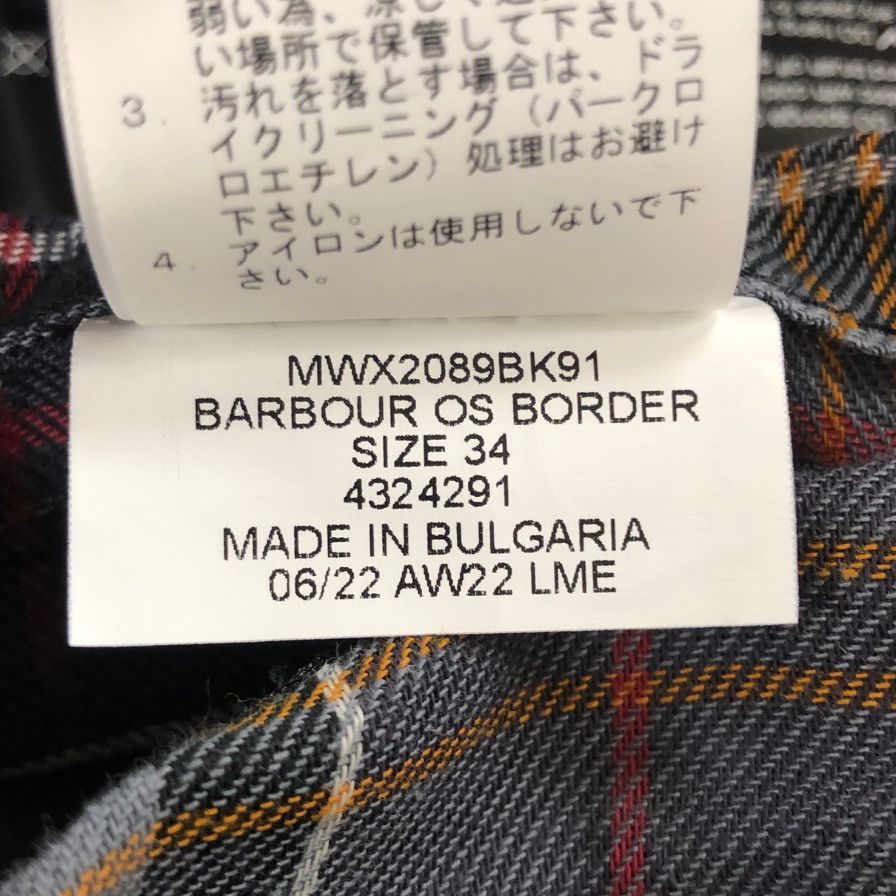 い場所で保管して下さい。
3. 汚れを落とす場合は、ドラ
イクリーニング(パークロ
ロエチレン)処理はお避け
下さい。
4. アイロンは使用しないで下
さい。
MWX2089BK91
BARBOUR OS BORDER
SIZE 34
4324291
MADE IN BULGARIA
06/22 AW22 LME